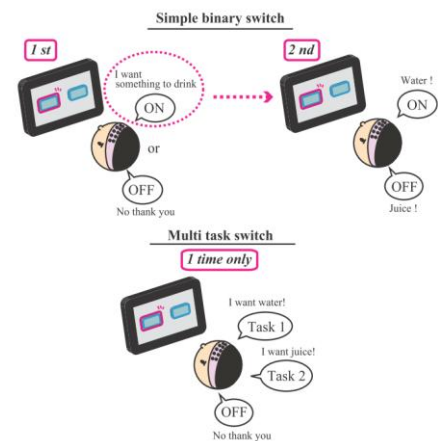 Simple binary switch
1 st
2 nd
I want
something to drink
ON
or
OFF
No thank you
Water !
ON
OFF
Juice !
Multi task switch
1 time only
I want water!
Task 1
I want juice!
Task 2
OFF
No thank you